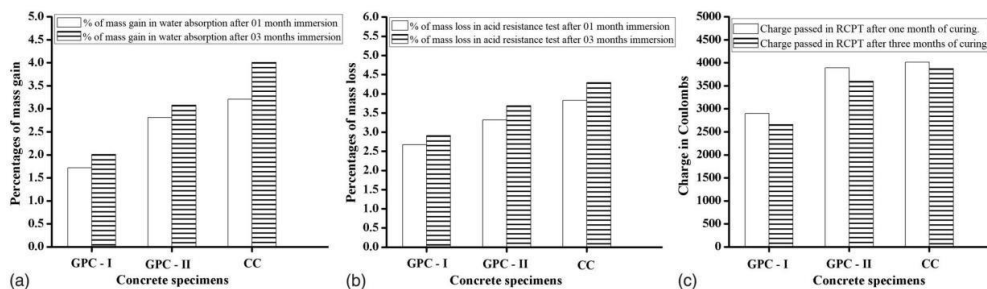 % of mass gain in water absorption after 01 month immersion
% of mass gain in water absorption after 03 months immersion
5.0
4.5
4.0
3.5
3.0
2.5
2.0
1.5
1.0
0.5
0.0
Percentages of mass gain
GPC - I GPC - II CC
Concrete specimens
(a)
% of mass loss in acid resistance test after 01 month immersion
% of mass loss in acid resistance test after 03 months immersion
6.0
5.5
5.0
4.5
4.0
3.5
3.0
2.5
2.0
1.5
1.0
0.5
0.0
Percentages of mass loss
GPC - I GPC - II CC
Concrete specimens
(b)
Charge passed in RCPT after one month of curing.
Charge passed in RCPT after three months of curing
5000
4500
4000
3500
3000
2500
2000
1500
1000
500
0
Charge in Coulombs
GPC - I GPC - II CC
Concrete specimens
(c)